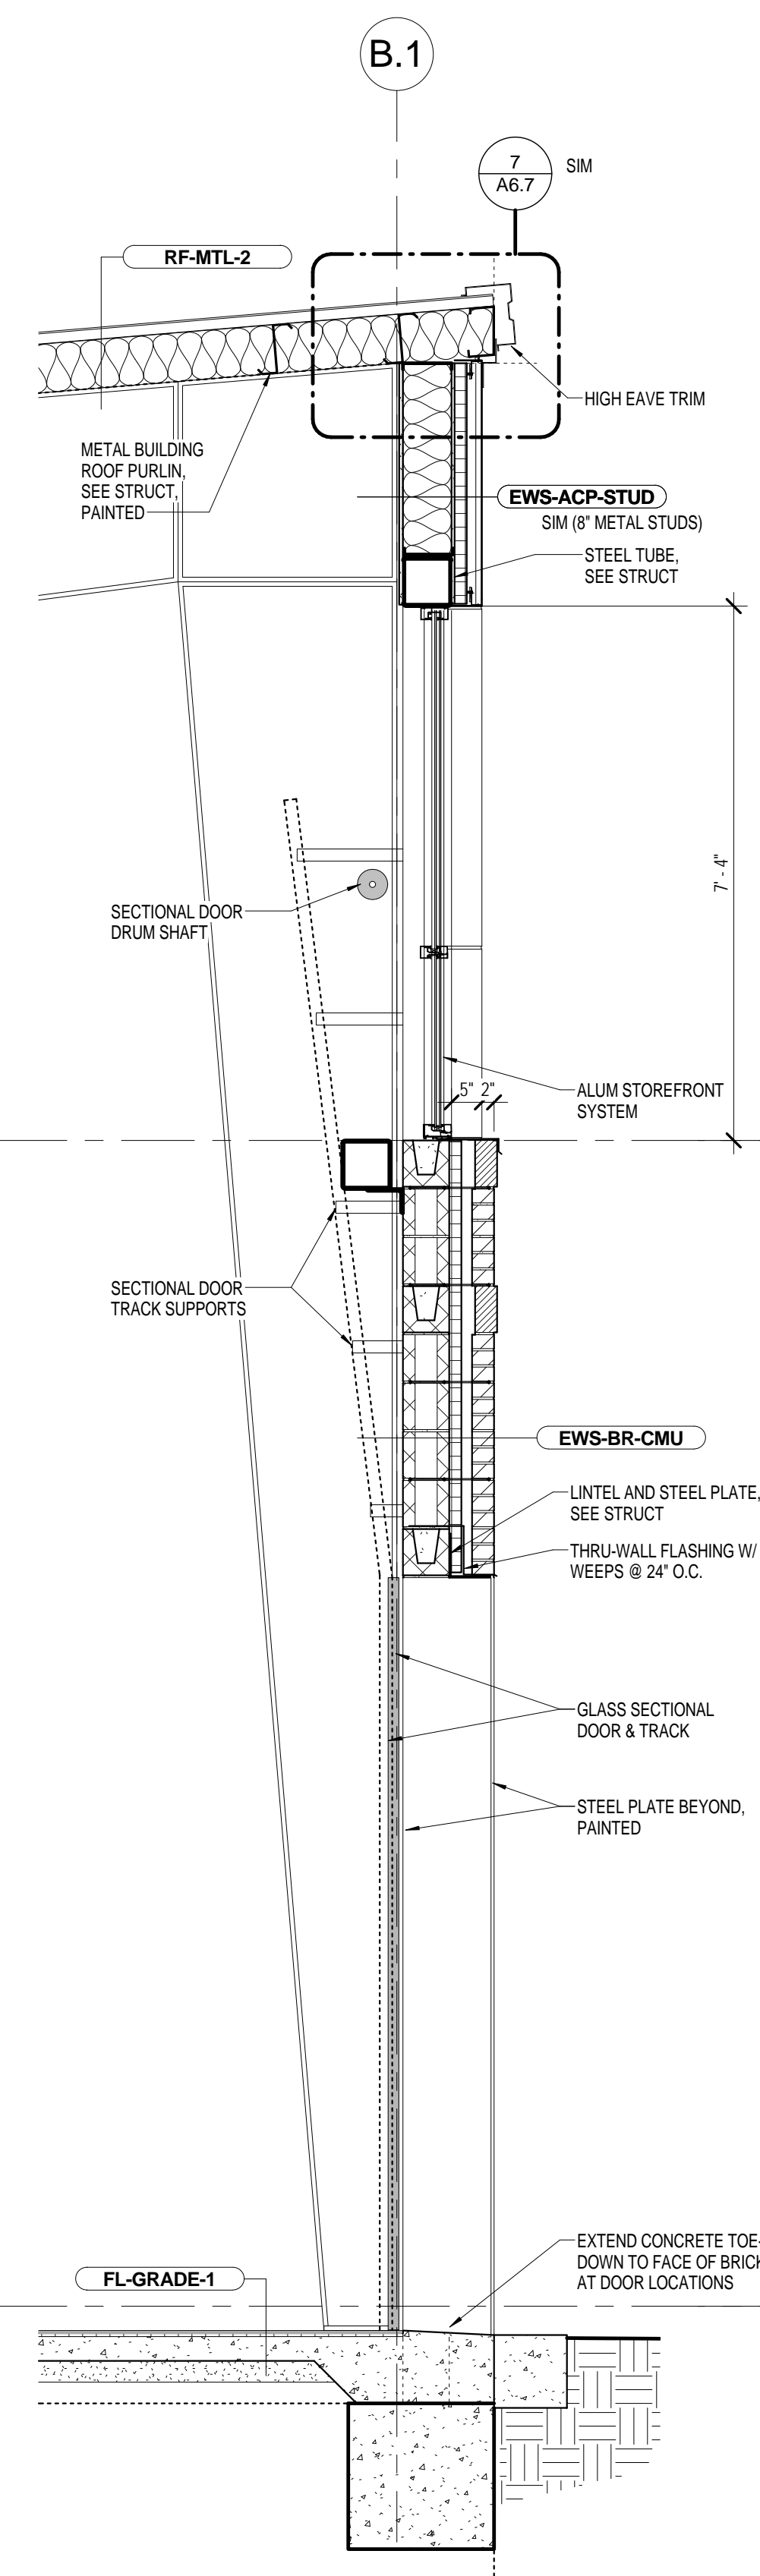 B.1
7
A6.7
SIM
RF-MTL-2
HIGH EAVE TRIM
METAL BUILDING
ROOF PURLIN,
SEE STRUCT,
PAINTED
EWS-ACP-STUD
SIM (8" METAL STUDS)
STEEL TUBE,
SEE STRUCT
7' - 4"
SECTIONAL DOOR
DRUM SHAFT
5" 2"
ALUM STOREFRONT
SYSTEM
SECTIONAL DOOR
TRACK SUPPORTS
EWS-BR-CMU
LINTEL AND STEEL PLATE,
SEE STRUCT
THRU-WALL FLASHING W/
WEEPS @ 24" O.C.
GLASS SECTIONAL
DOOR & TRACK
STEEL PLATE BEYOND,
PAINTED
EXTEND CONCRETE TOE-
DOWN TO FACE OF BRICK
AT DOOR LOCATIONS
FL-GRADE-1